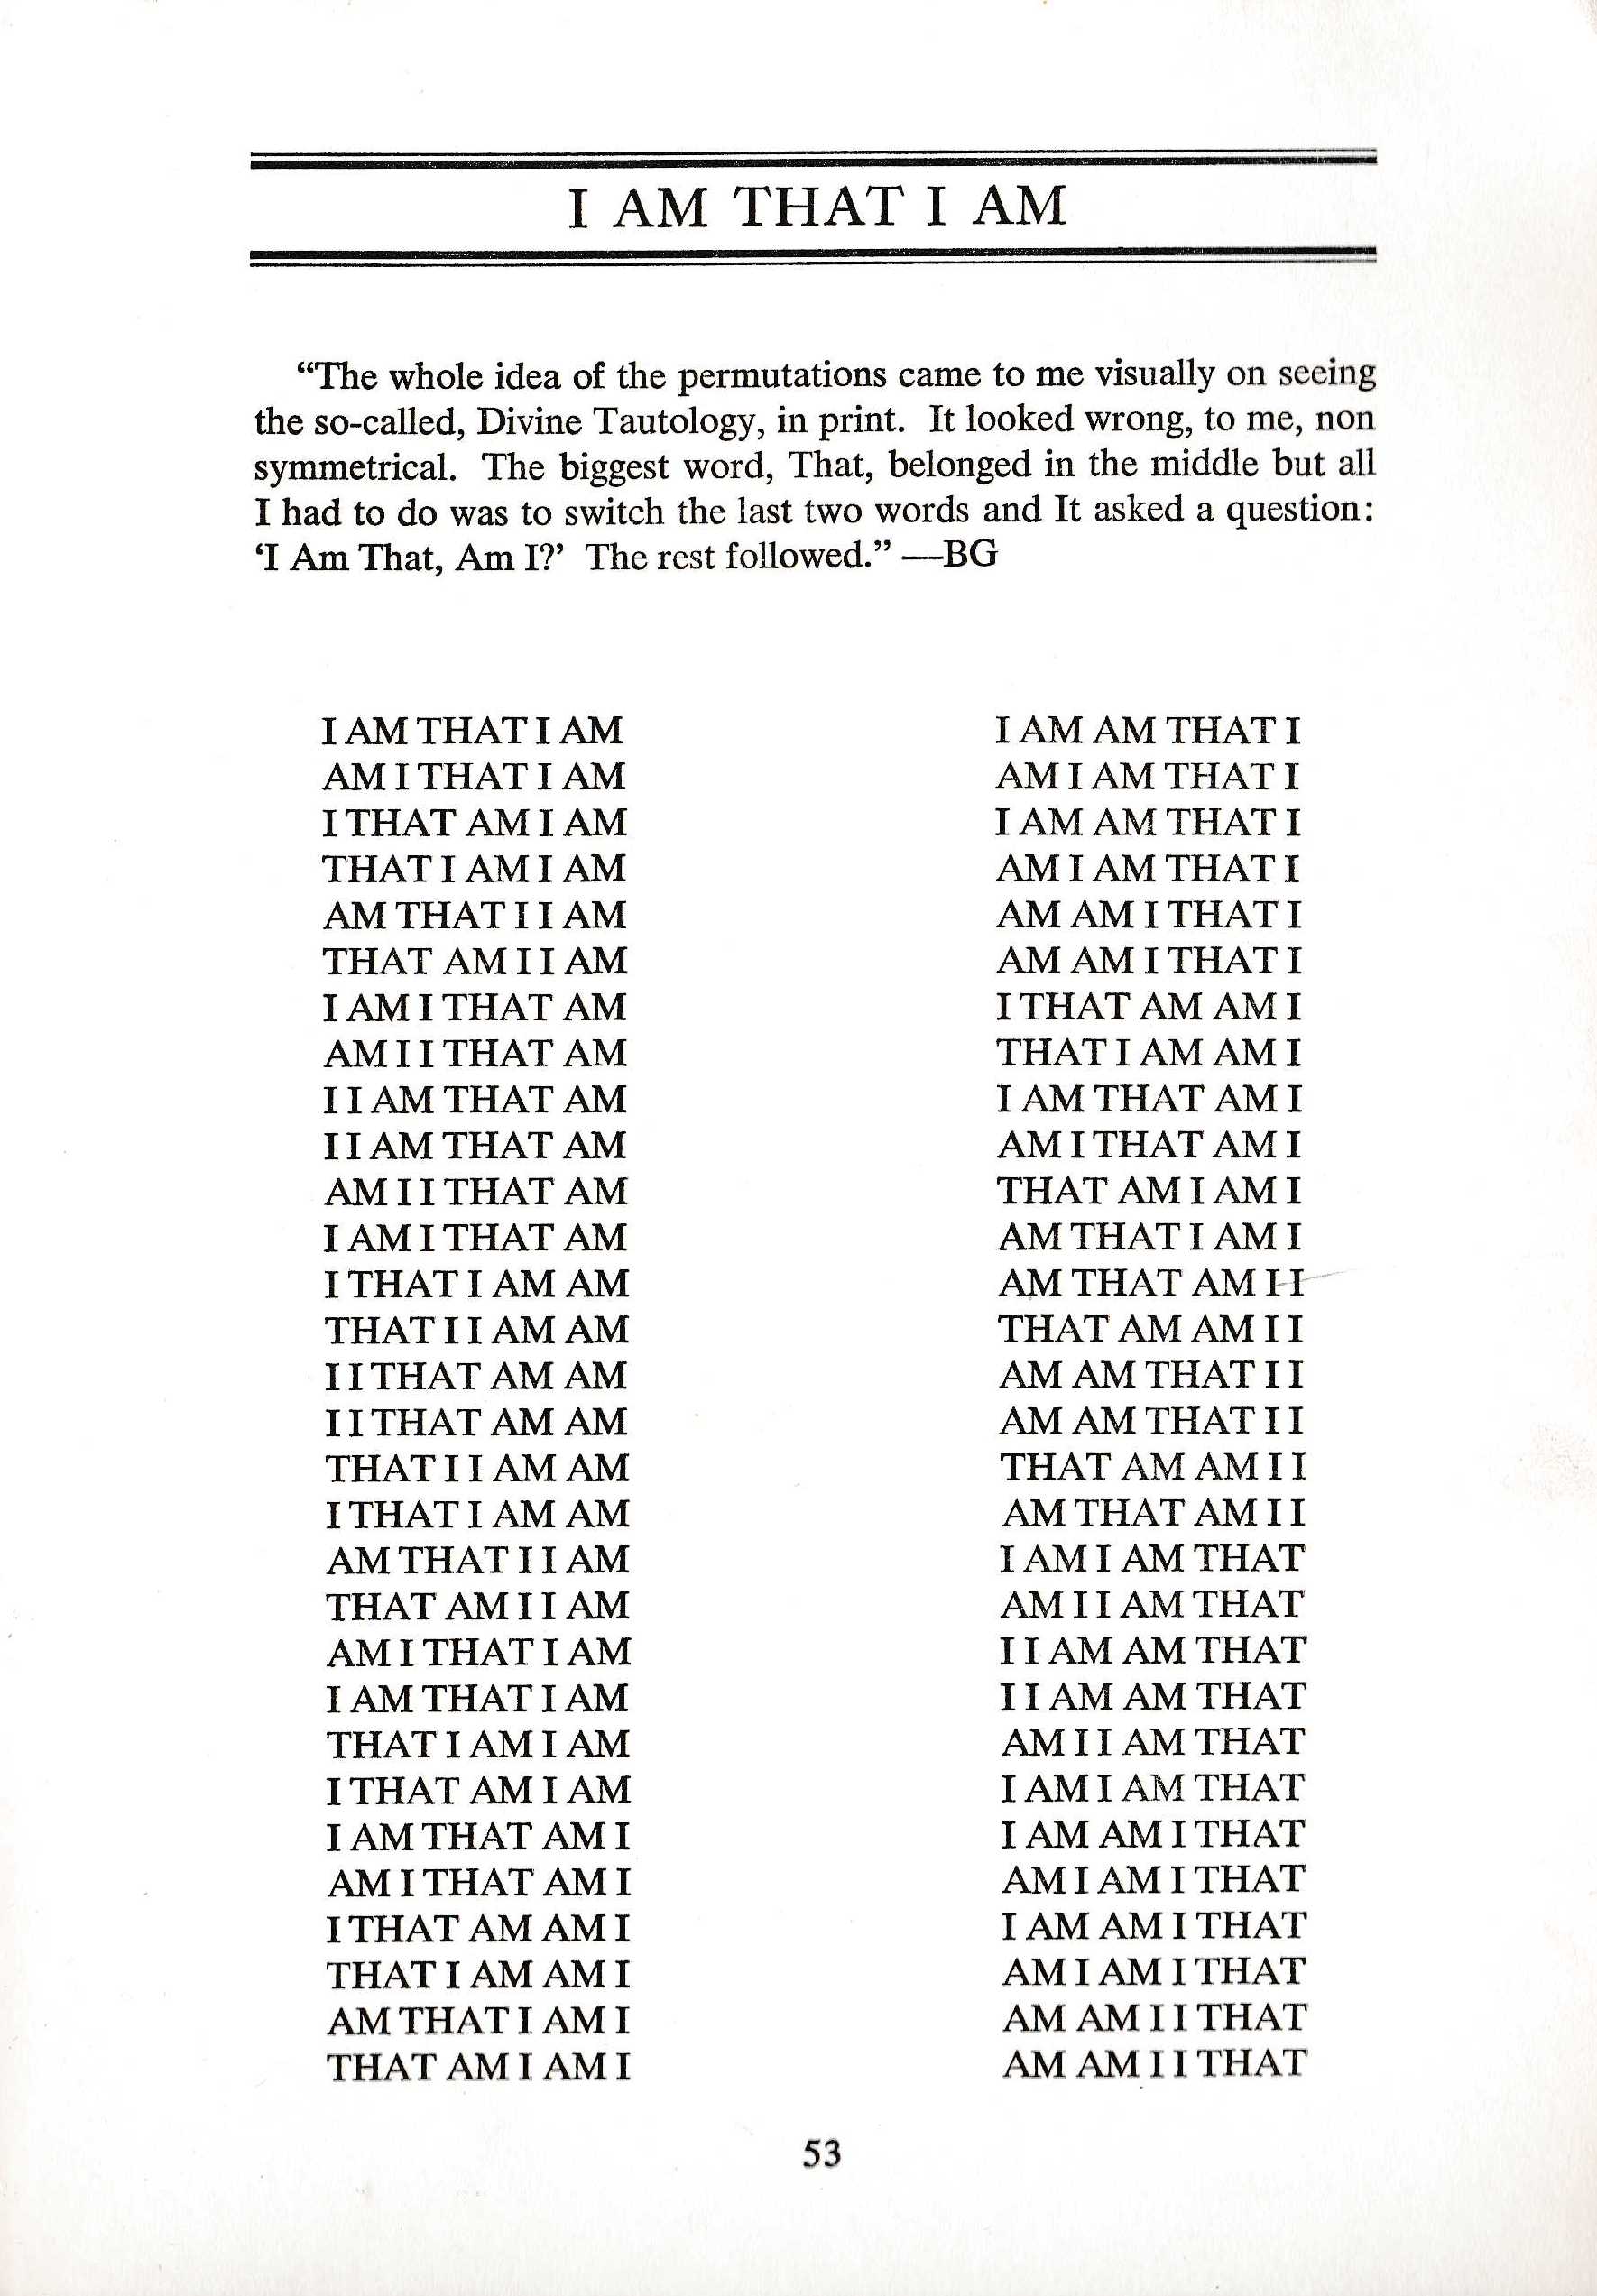 I AM THAT I AM
“The whole idea of the permutations came to me visually on seeing
the so-called, Divine Tautology, in print. It looked wrong, to me, non
symmetrical. The biggest word, That, belonged in the middle but all
I had to do was to switch the last two words and It asked a question:
‘I Am That, Am I?’ The rest followed.” —BG
I AM THAT I AM
AM I THAT I AM
I THAT AM I AM
THAT I AM I AM
AM THAT I I AM
THAT AM I I AM
I AM I THAT AM
AM I I THAT AM
I I AM THAT AM
I I AM THAT AM
AM I I THAT AM
I AM I THAT AM
I THAT I AM AM
THAT I I AM AM
I I THAT AM AM
I I THAT AM AM
THAT I I AM AM
I THAT I AM AM
AM THAT I I AM
THAT AM I I AM
AM I THAT I AM
I AM THAT I AM
THAT I AM I AM
I THAT AM I AM
I AM THAT AM I
AM I THAT AM I
I THAT AM AM I
THAT I AM AM I
AM THAT I AM I
THAT AM I AM I
I AM AM THAT I
AM I AM THAT I
I AM AM THAT I
AM I AM THAT I
AM AM I THAT I
AM AM I THAT I
I THAT AM AM I
THAT I AM AM I
I AM THAT AM I
AM I THAT AM I
THAT AM I AM I
AM THAT I AM I
AM THAT AM I I
THAT AM AM I I
AM AM THAT I I
AM AM THAT I I
THAT AM AM I I
AM THAT AM I I
I AM I AM THAT
AM I I AM THAT
I I AM AM THAT
I I AM AM THAT
AM I I AM THAT
I AM I AM THAT
I AM AM I THAT
AM I AM I THAT
I AM AM I THAT
AM I AM I THAT
AM AM I I THAT
AM AM I I THAT
53